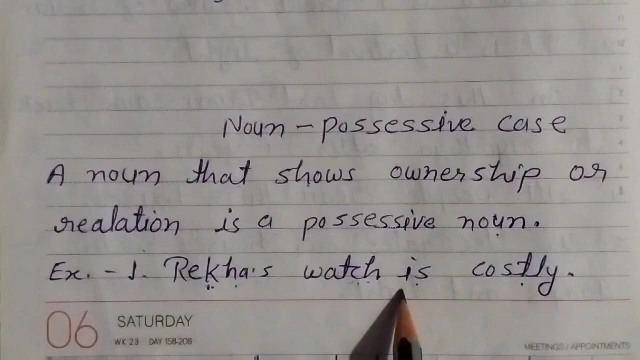 Noun - possessive case
A noun that shows ownership or
realation is a possessive noun.
Ex. - 1. Rekha's watch is costly.
06 SATURDAY
WK 23 DAY 158-208
MEETINGS / APPOINTMENTS